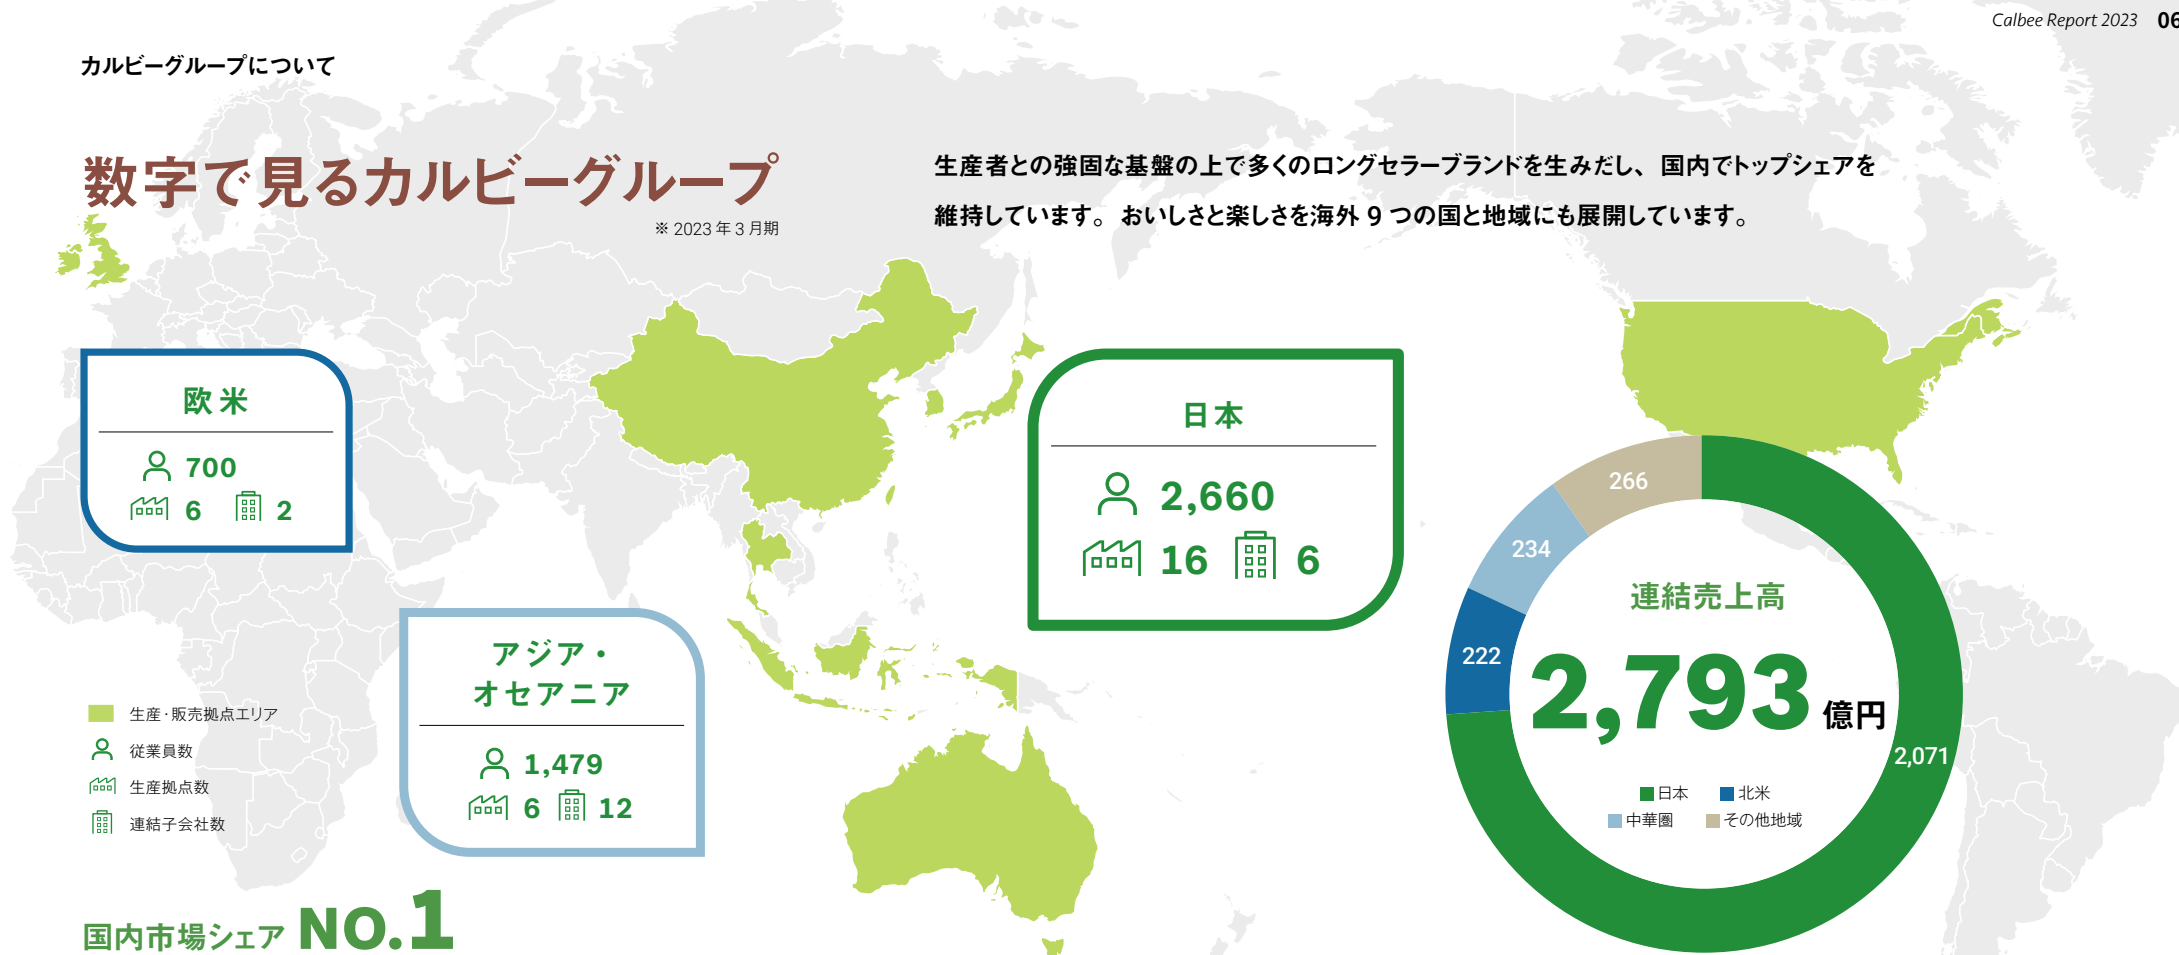 Calbee Report 2023 06
カルビーグループについて
数字で見るカルビーグループ
※ 2023 年 3 月期
生産者との強固な基盤の上で多くのロングセラーブランドを生みだし、国内でトップシェアを
維持しています。おいしさと楽しさを海外 9 つの国と地域にも展開しています。
欧米
700
6 2
日本
2,660
16 6
アジア・
オセアニア
1,479
6 12
生産・販売拠点エリア
従業員数
生産拠点数
連結子会社数
266
234
222
2,071
連結売上高
2,793 億円
日本 北米
中華圏 その他地域
国内市場シェア NO.1